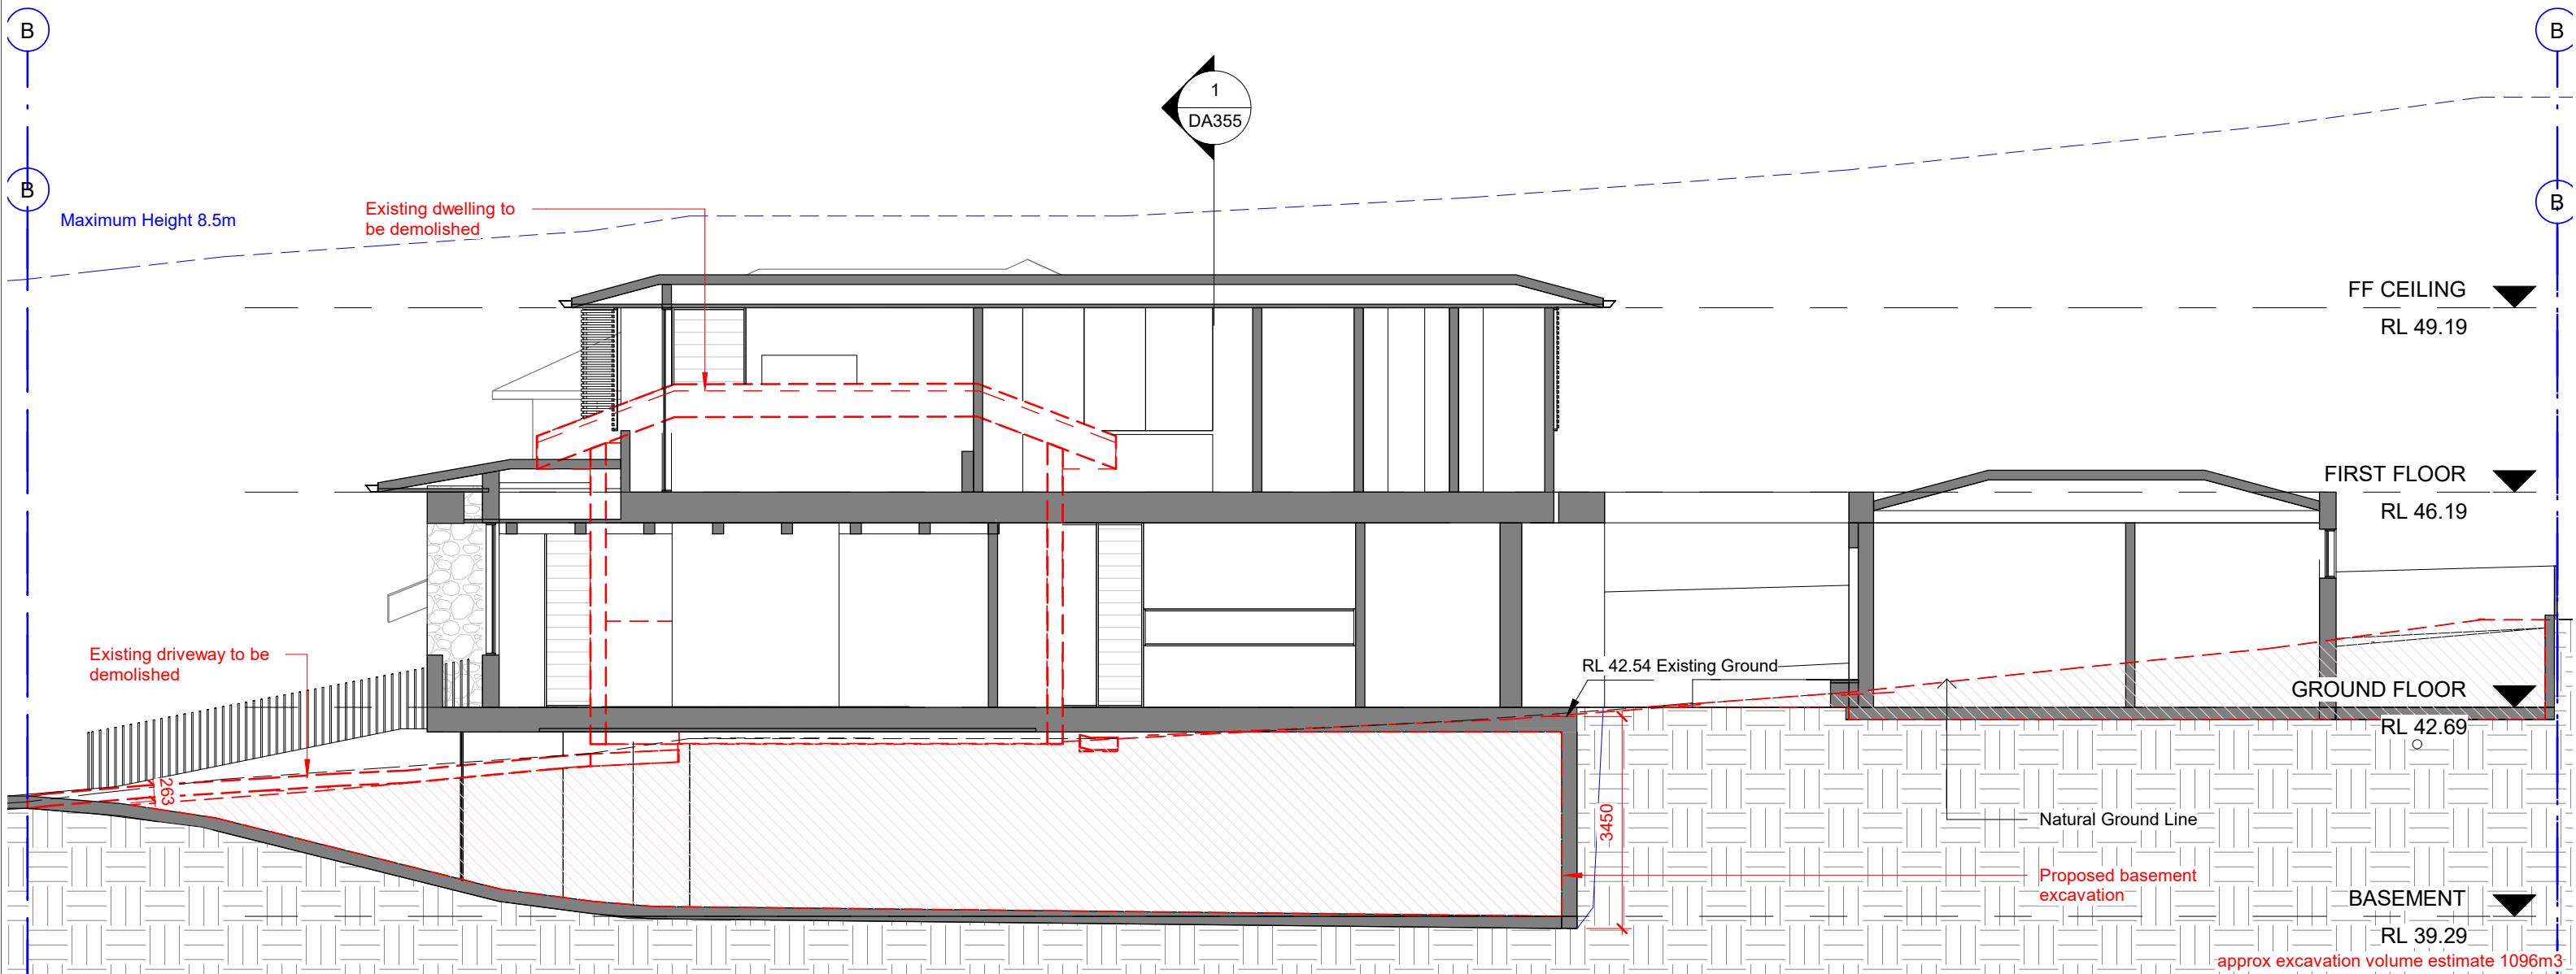 B
B
1
DA355
B
B
Maximum Height 8.5m
Existing dwelling to
be demolished
FF CEILING
RL 49.19
FIRST FLOOR
RL 46.19
Existing driveway to be
demolished
RL 42.54 Existing Ground
GROUND FLOOR
RL 42.69
263
3450
Natural Ground Line
Proposed basement
excavation
BASEMENT
RL 39.29
approx excavation volume estimate 1096m3